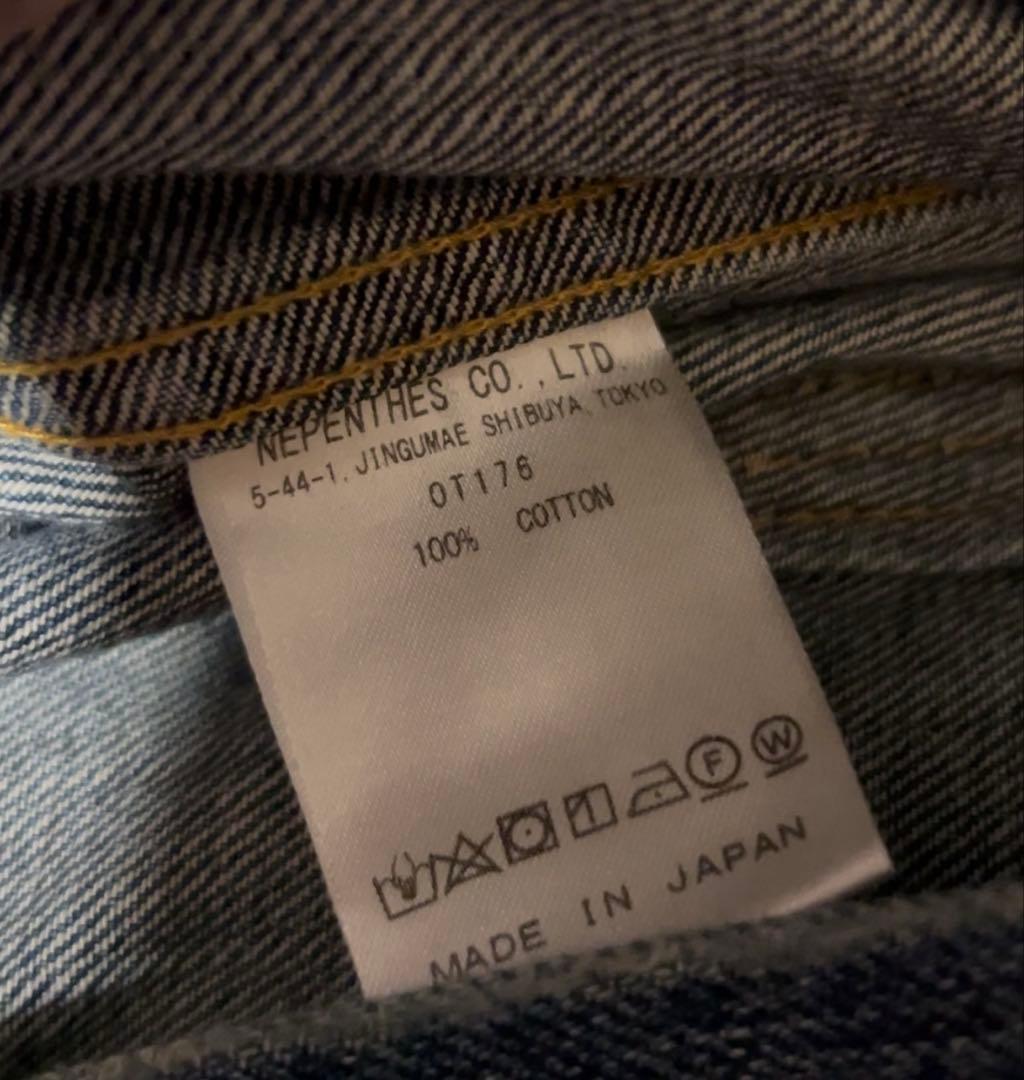 NEPENTHES CO.,LTD.
5-44-1, JINGUMAE SHIBUYA, TOKYO
OT176
100% COTTON
F W
MADE IN JAPAN